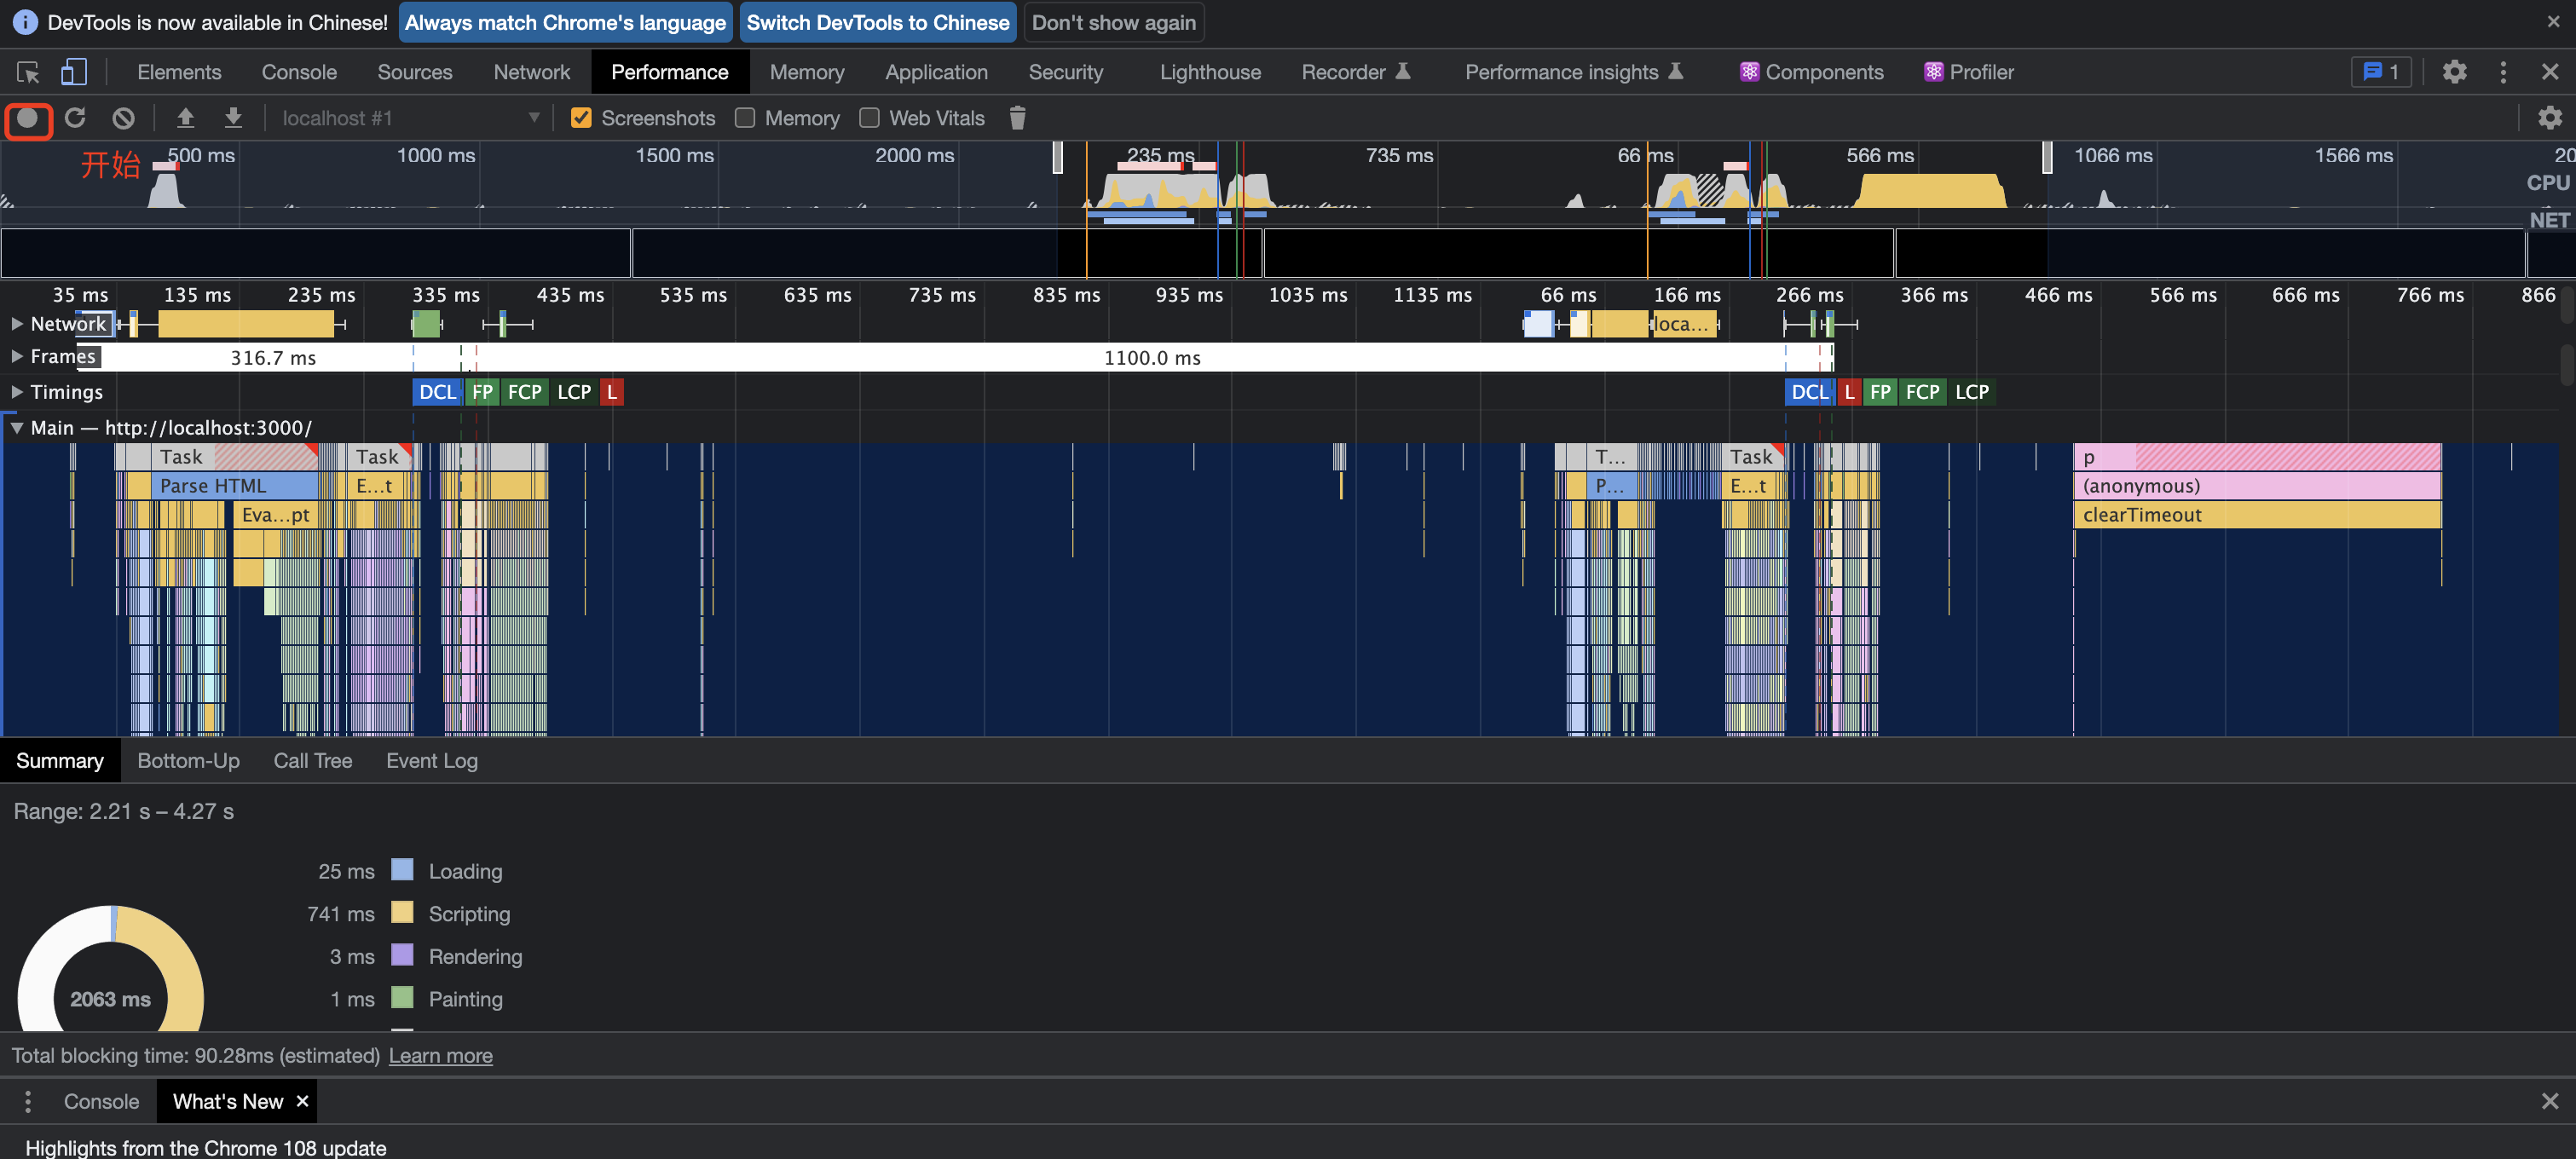 DevTools is now available in Chinese! Always match Chrome's language Switch DevTools to Chinese Don't show again
Elements Console Sources Network Performance Memory Application Security Lighthouse Recorder Performance insights Components Profiler 1
localhost #1 Screenshots Memory Web Vitals
开始 500 ms 1000 ms 1500 ms 2000 ms 235 ms 735 ms 66 ms 566 ms 1066 ms 1566 ms 20
CPU
NET
35 ms 135 ms 235 ms 335 ms 435 ms 535 ms 635 ms 735 ms 835 ms 935 ms 1035 ms 1135 ms 66 ms 166 ms 266 ms 366 ms 466 ms 566 ms 666 ms 766 ms 866
Network loca...
Frames 316.7 ms 1100.0 ms
Timings DCL FP FCP LCP L DCL L FP FCP LCP
Main — http://localhost:3000/
Task Task T... Task p
Parse HTML E...t P... E...t (anonymous)
Eva...pt clearTimeout
Summary Bottom-Up Call Tree Event Log
Range: 2.21 s – 4.27 s
25 ms Loading
741 ms Scripting
3 ms Rendering
2063 ms 1 ms Painting
Total blocking time: 90.28ms (estimated) Learn more
Console What's New
Highlights from the Chrome 108 update